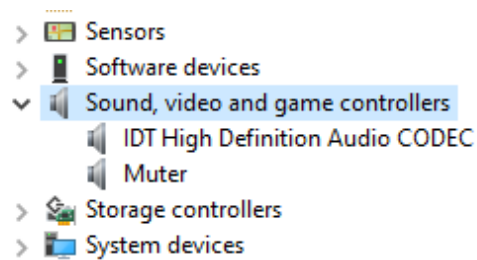 Sensors
Software devices
Sound, video and game controllers
IDT High Definition Audio CODEC
Muter
Storage controllers
System devices